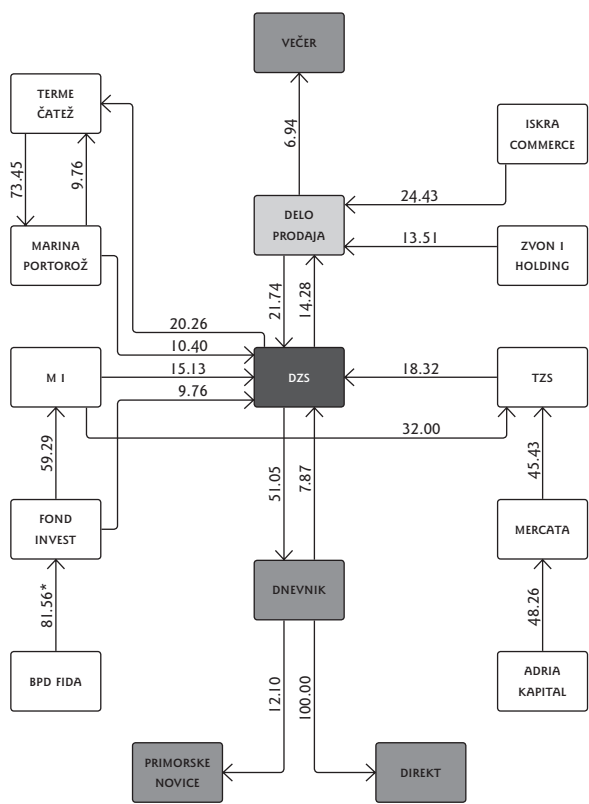 VEČER
TERME
ČATEŽ
ISKRA
COMMERCE
6.94
73.45
9.76
24.43
DELO
PRODAJA
13.51
MARINA
PORTOROŽ
ZVON I
HOLDING
21.74
14.28
20.26
10.40
M I
15.13
DZS
18.32
TZS
9.76
32.00
59.29
51.05
7.87
45.43
FOND
INVEST
MERCATA
DNEVNIK
81.56*
48.26
BPD FIDA
ADRIA
KAPITAL
12.10
100.00
PRIMORSKE
NOVICE
DIREKT